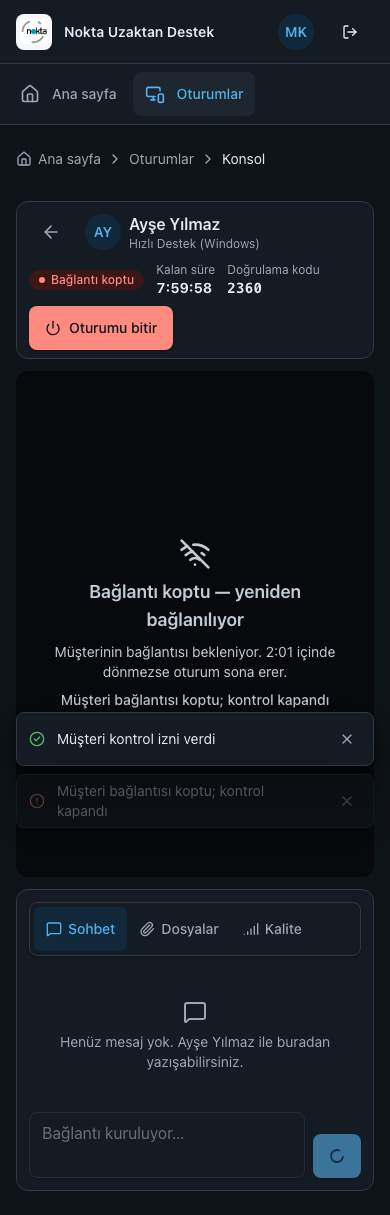 nokta
Nokta Uzaktan Destek
MK
Ana sayfa
Oturumlar
Ana sayfa
Oturumlar
Konsol
AY
Ayşe Yılmaz
Hızlı Destek (Windows)
Bağlantı koptu
Kalan süre
7:59:58
Doğrulama kodu
2360
Oturumu bitir
Bağlantı koptu — yeniden
bağlanılıyor
Müşterinin bağlantısı bekleniyor. 2:01 içinde
dönmezse oturum sona erer.
Müşteri bağlantısı koptu; kontrol kapandı
Müşteri kontrol izni verdi
Müşteri bağlantısı koptu; kontrol
kapandı
Sohbet
Dosyalar
Kalite
Henüz mesaj yok. Ayşe Yılmaz ile buradan
yazışabilirsiniz.
Bağlantı kuruluyor...